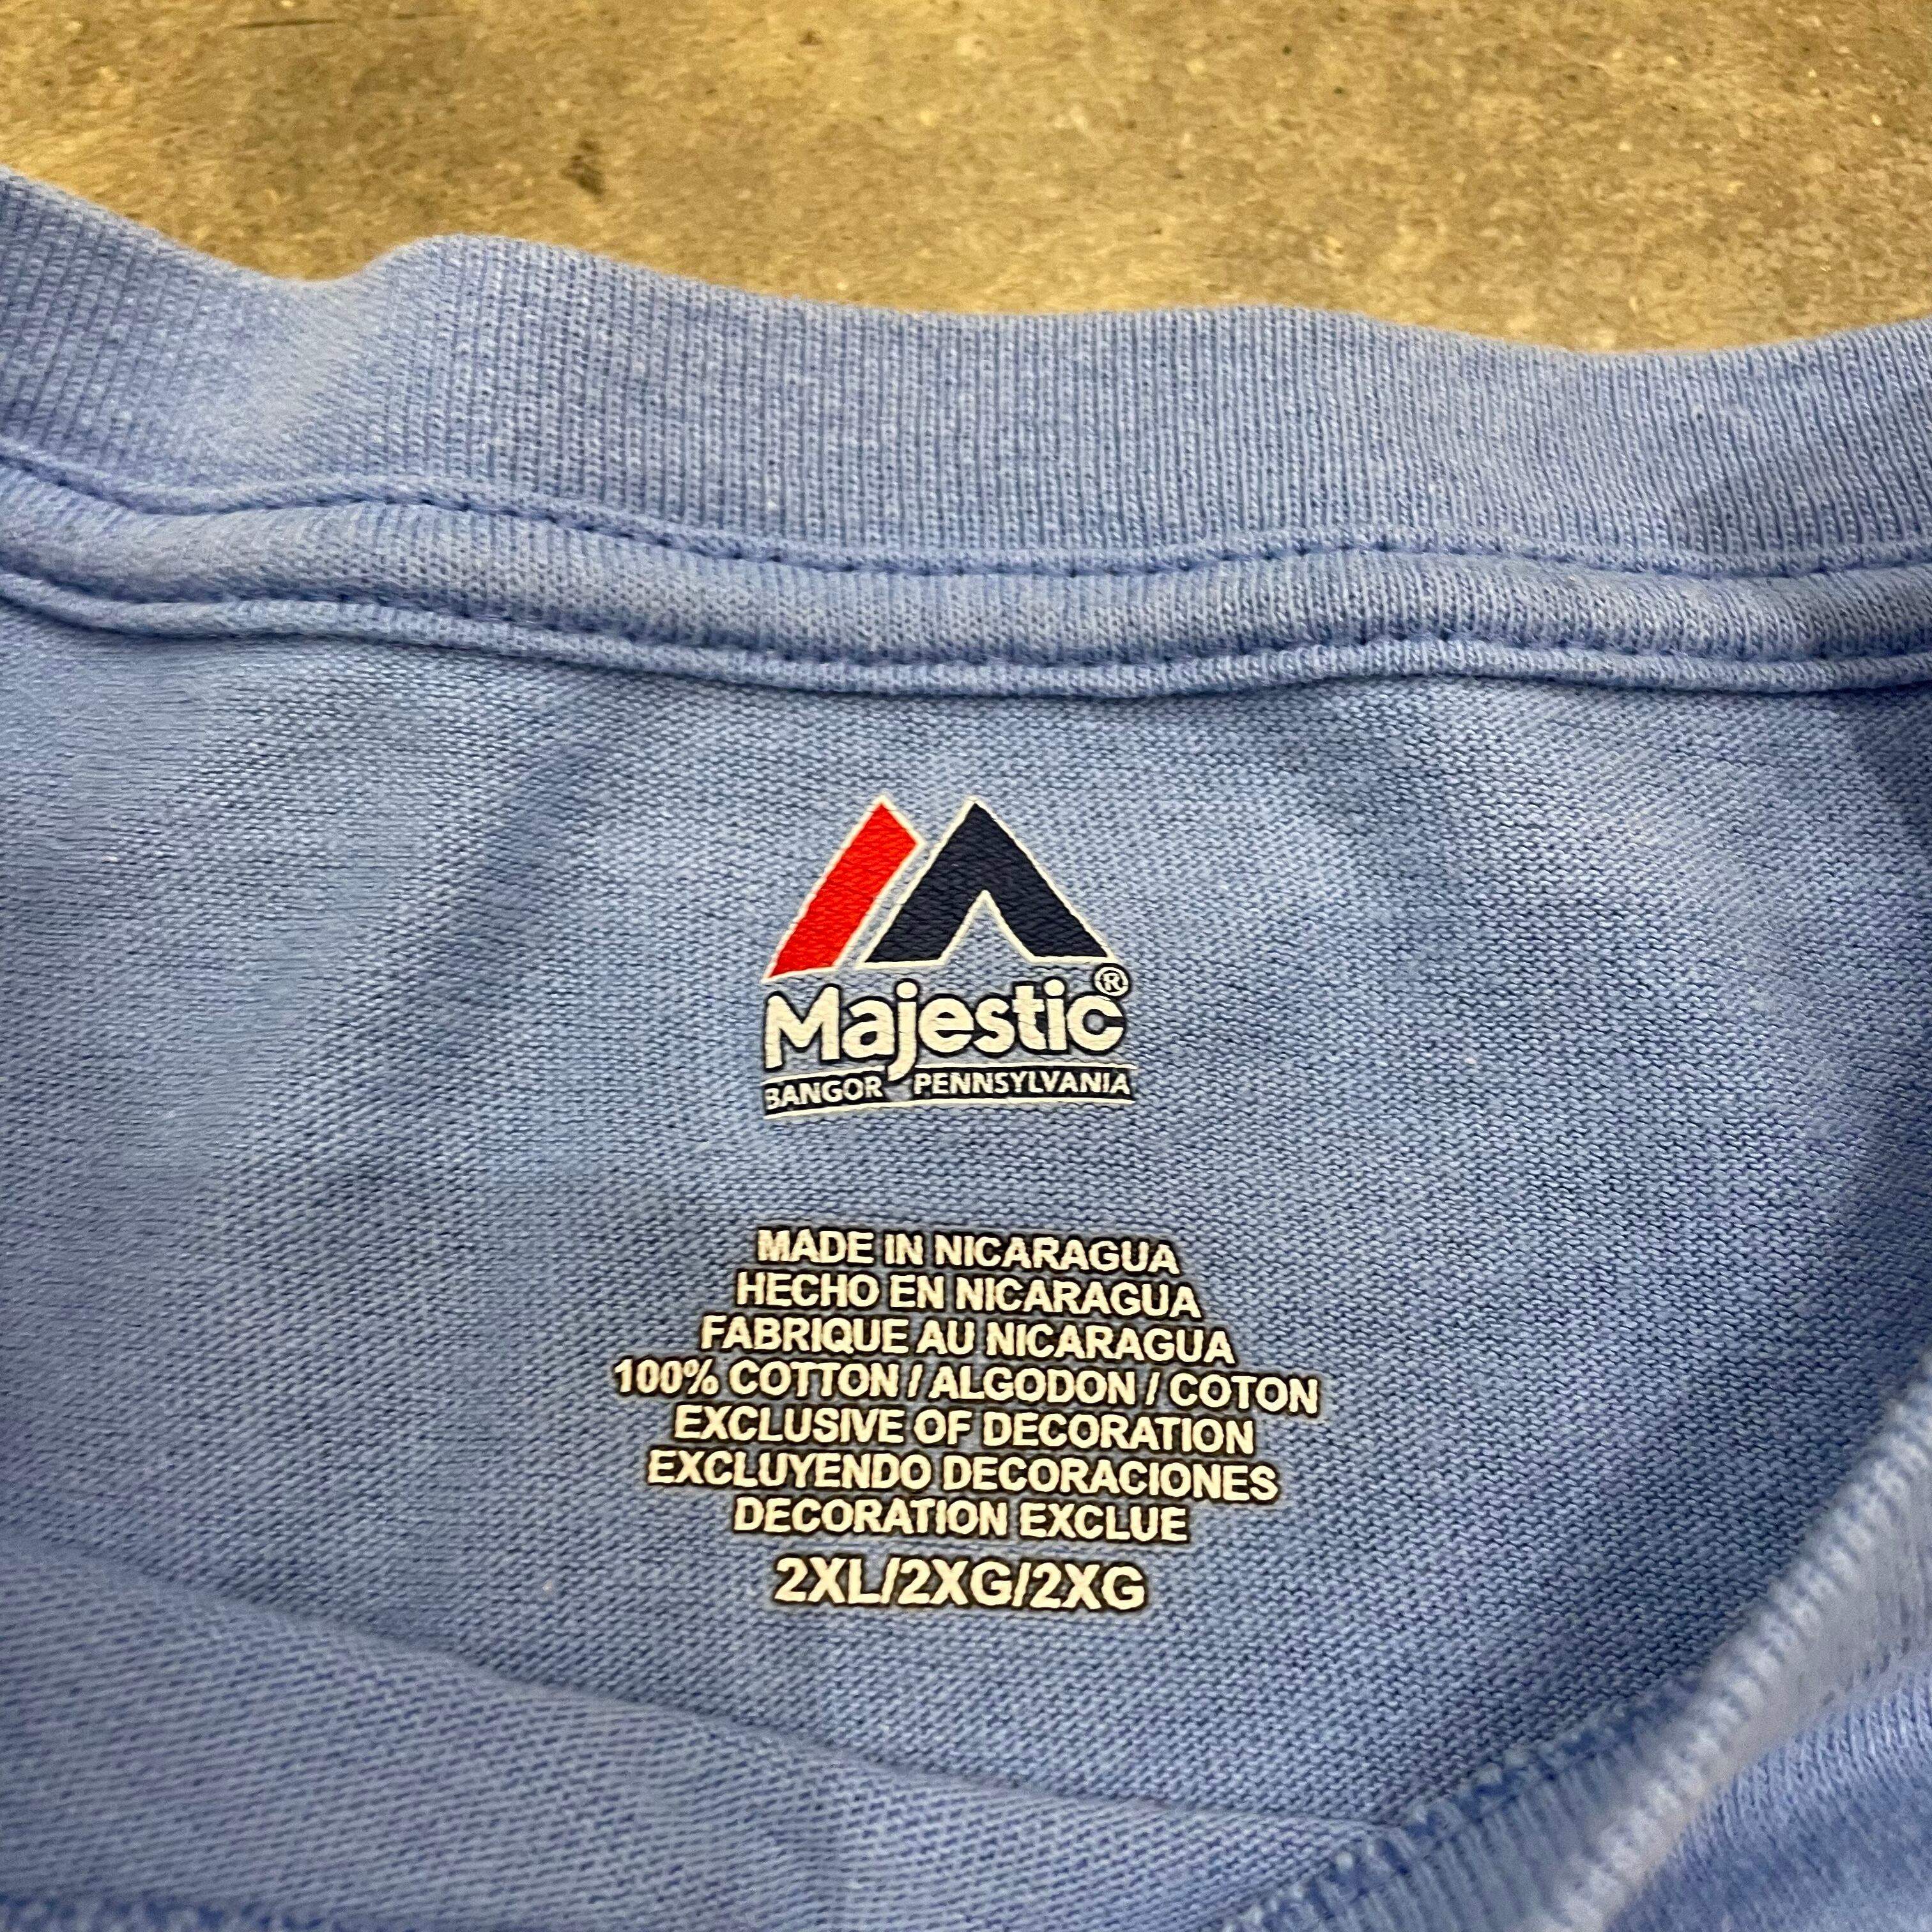 Majestic®
BANGOR PENNSYLVANIA
MADE IN NICARAGUA
HECHO EN NICARAGUA
FABRIQUE AU NICARAGUA
100% COTTON / ALGODON / COTON
EXCLUSIVE OF DECORATION
EXCLUYENDO DECORACIONES
DECORATION EXCLUE
2XL/2XG/2XG